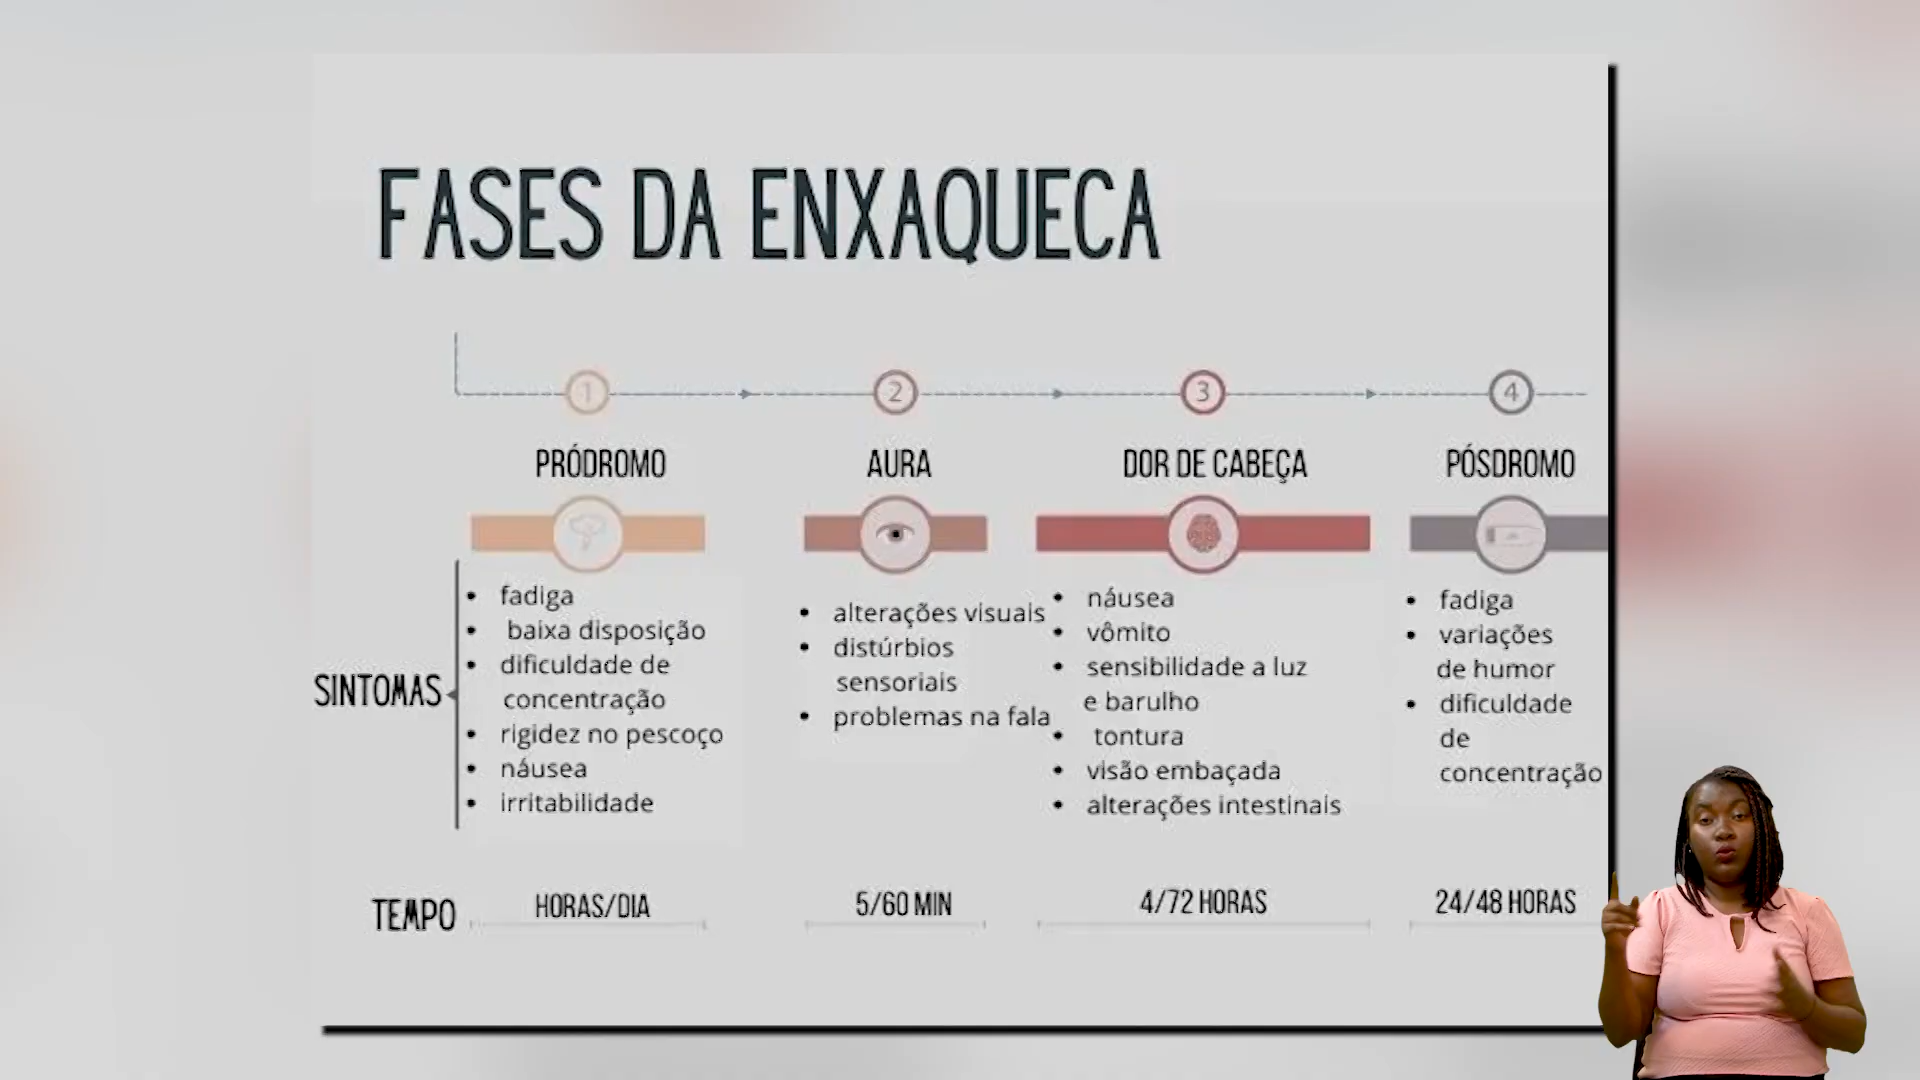 FASES DA ENXAQUECA
1
2
3
4
PRÓDROMO
AURA
DOR DE CABEÇA
PÓSDROMO
SINTOMAS
• fadiga
• baixa disposição
• dificuldade de
concentração
• rigidez no pescoço
• náusea
• irritabilidade
• alterações visuais
• distúrbios
sensoriais
• problemas na fala
• náusea
• vômito
• sensibilidade a luz
e barulho
• tontura
• visão embaçada
• alterações intestinais
• fadiga
• variações
de humor
• dificuldade
de
concentração
TEMPO
HORAS/DIA
5/60 MIN
4/72 HORAS
24/48 HORAS